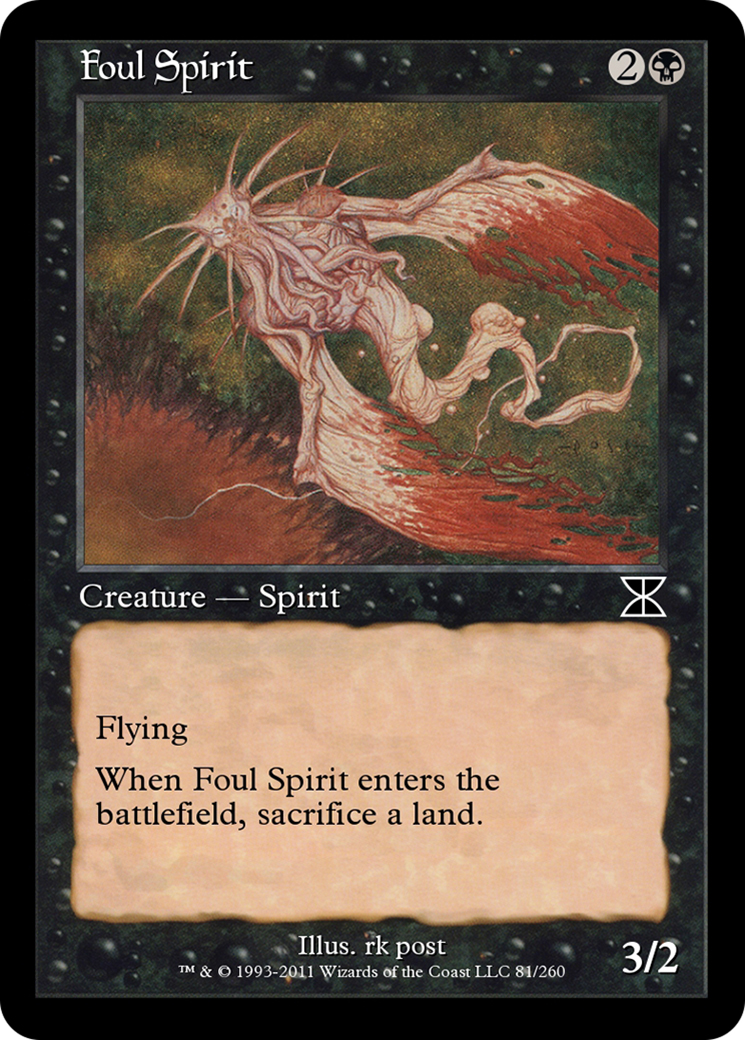 Foul Spirit 2
Creature — Spirit
Flying
When Foul Spirit enters the
battlefield, sacrifice a land.
Illus. rk post
™ & © 1993-2011 Wizards of the Coast LLC 81/260
3/2